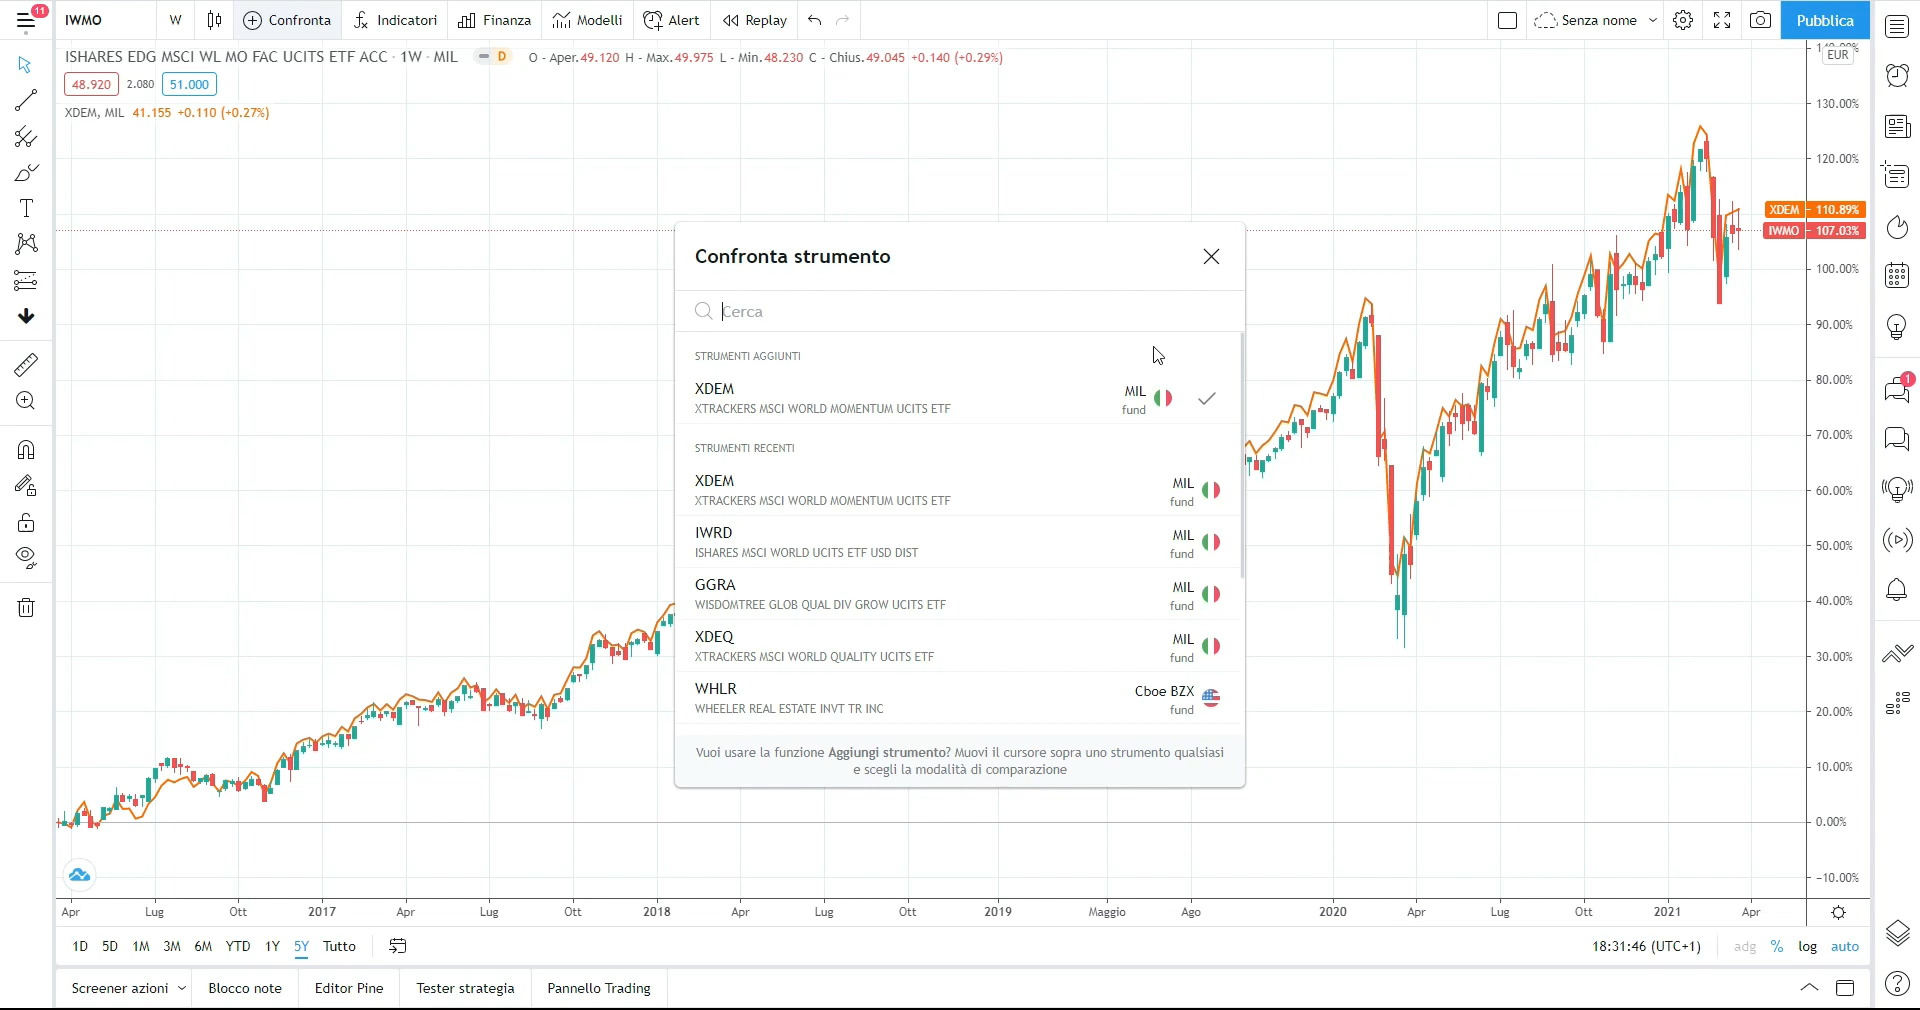 11
IWMO
W
Confronta
Indicatori
Finanza
Modelli
Alert
Replay
Senza nome
Pubblica
ISHARES EDG MSCI WL MO FAC UCITS ETF ACC · 1W · MIL
D
O - Aper.49.120 H - Max.49.975 L - Min.48.230 C - Chius.49.045 +0.140 (+0.29%)
48.920
2.080
51.000
XDEM, MIL 41.155 +0.110 (+0.27%)
EUR
130.00%
120.00%
XDEM 110.89%
IWMO 107.03%
100.00%
90.00%
80.00%
70.00%
60.00%
50.00%
40.00%
30.00%
20.00%
10.00%
0.00%
−10.00%
1
Confronta strumento
Cerca
STRUMENTI AGGIUNTI
XDEM
XTRACKERS MSCI WORLD MOMENTUM UCITS ETF
MIL
fund
STRUMENTI RECENTI
XDEM
XTRACKERS MSCI WORLD MOMENTUM UCITS ETF
MIL
fund
IWRD
ISHARES MSCI WORLD UCITS ETF USD DIST
MIL
fund
GGRA
WISDOMTREE GLOB QUAL DIV GROW UCITS ETF
MIL
fund
XDEQ
XTRACKERS MSCI WORLD QUALITY UCITS ETF
MIL
fund
WHLR
WHEELER REAL ESTATE INVT TR INC
Cboe BZX
fund
Vuoi usare la funzione Aggiungi strumento? Muovi il cursore sopra uno strumento qualsiasi
e scegli la modalità di comparazione
Apr Lug Ott 2017 Apr Lug Ott 2018 Apr Lug Ott 2019 Maggio Ago 2020 Apr Lug Ott 2021 Apr
1D 5D 1M 3M 6M YTD 1Y 5Y Tutto
18:31:46 (UTC+1)
adg % log auto
Screener azioni
Blocco note
Editor Pine
Tester strategia
Pannello Trading